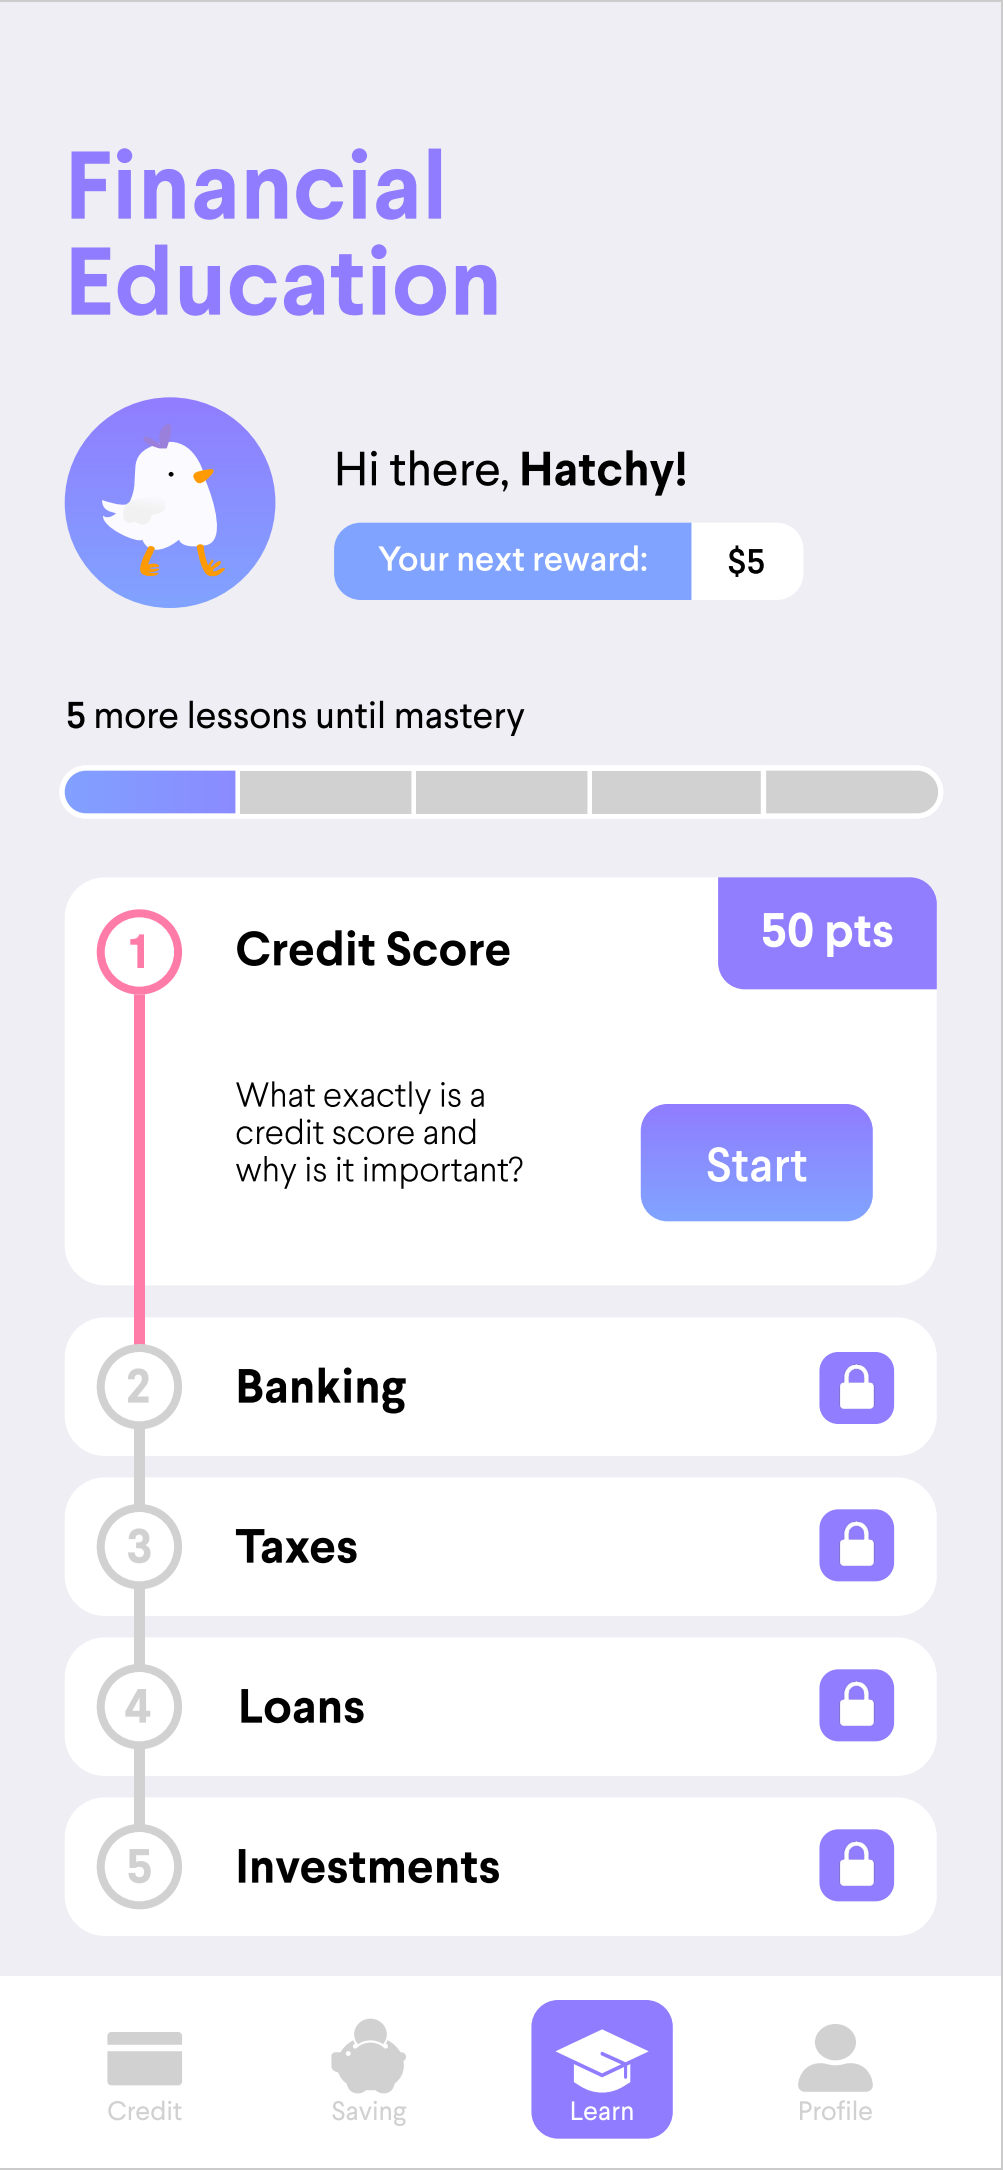 Financial
Education
Hi there, Hatchy!
Your next reward: $5
5 more lessons until mastery
1 Credit Score 50 pts
What exactly is a
credit score and
why is it important?
Start
2 Banking
3 Taxes
4 Loans
5 Investments
Credit Saving Learn Profile